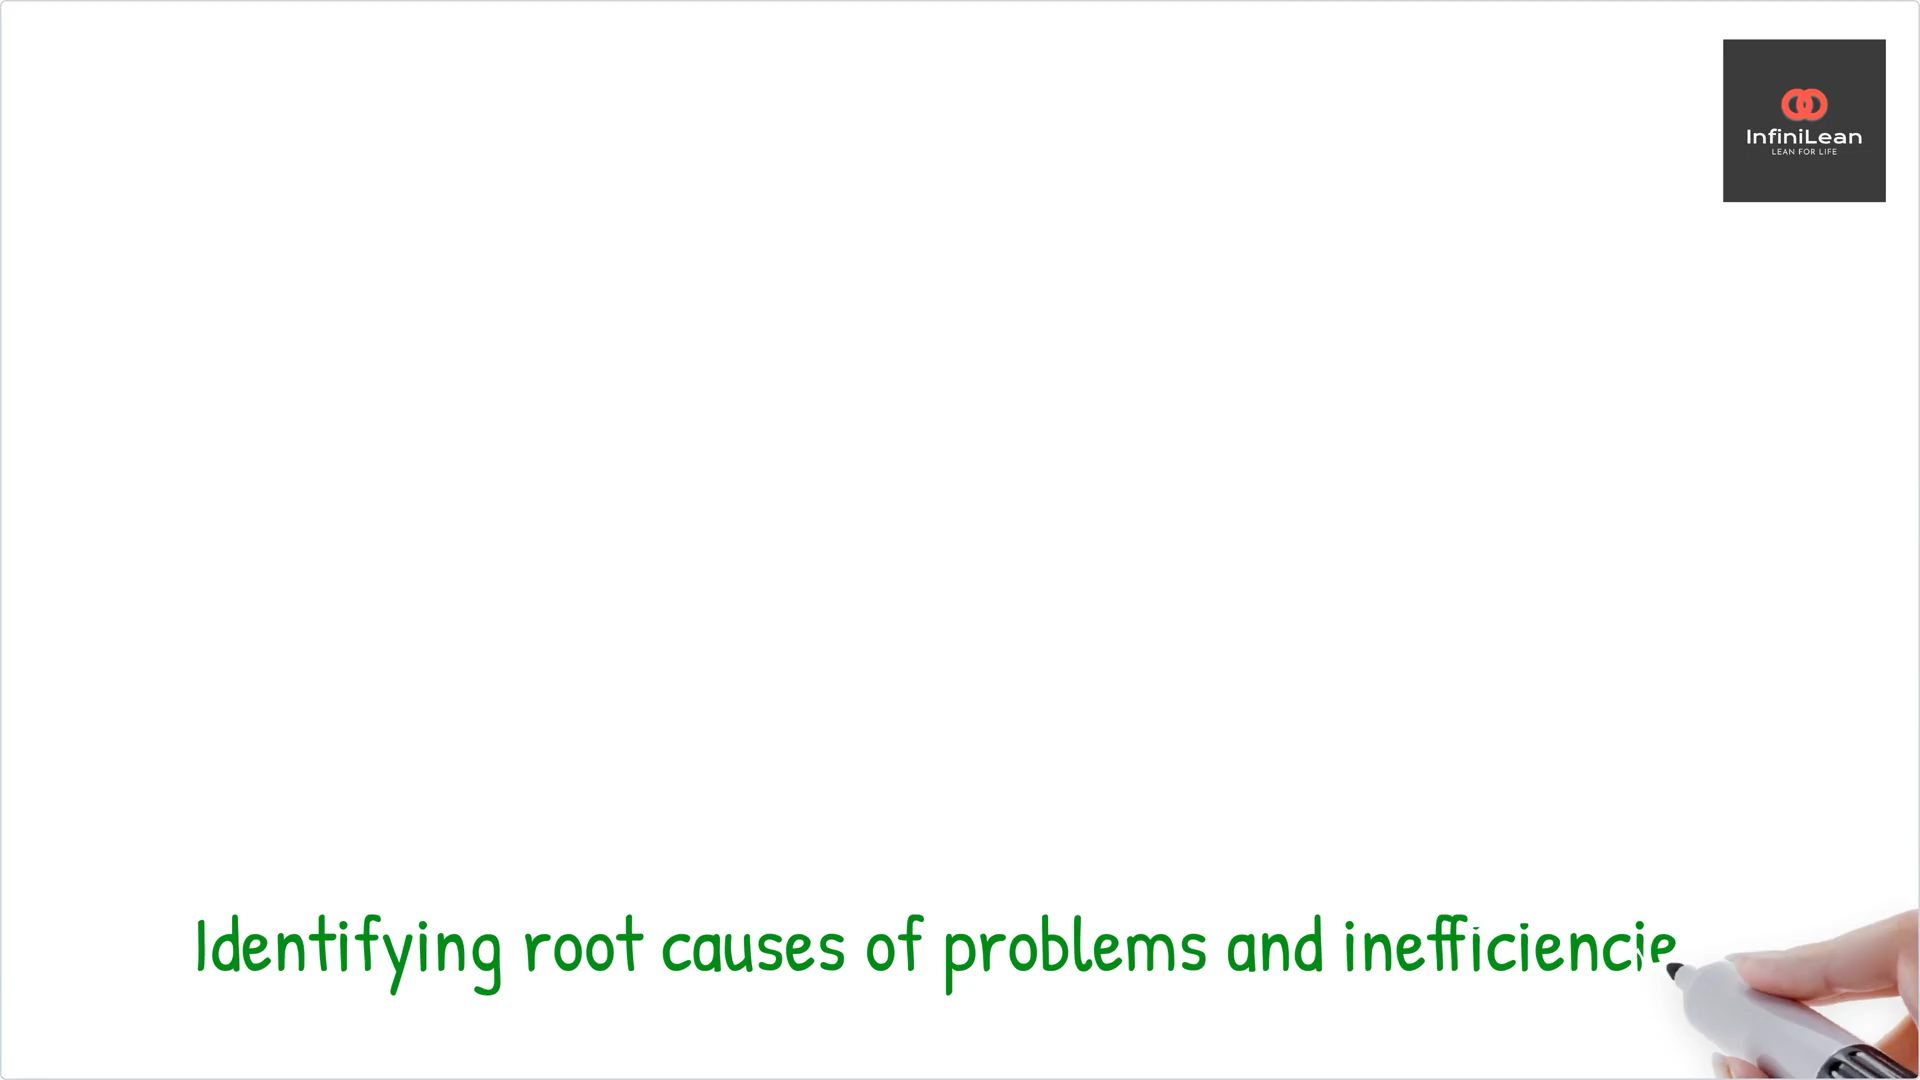 InfiniLean
LEAN FOR LIFE
Identifying root causes of problems and inefficiencie